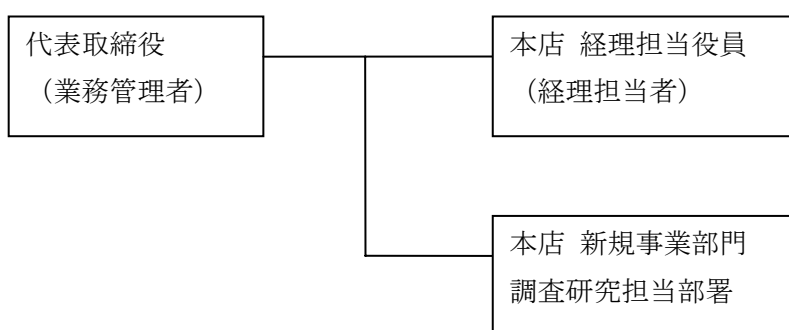 代表取締役
（業務管理者）
本店 経理担当役員
（経理担当者）
本店 新規事業部門
調査研究担当部署